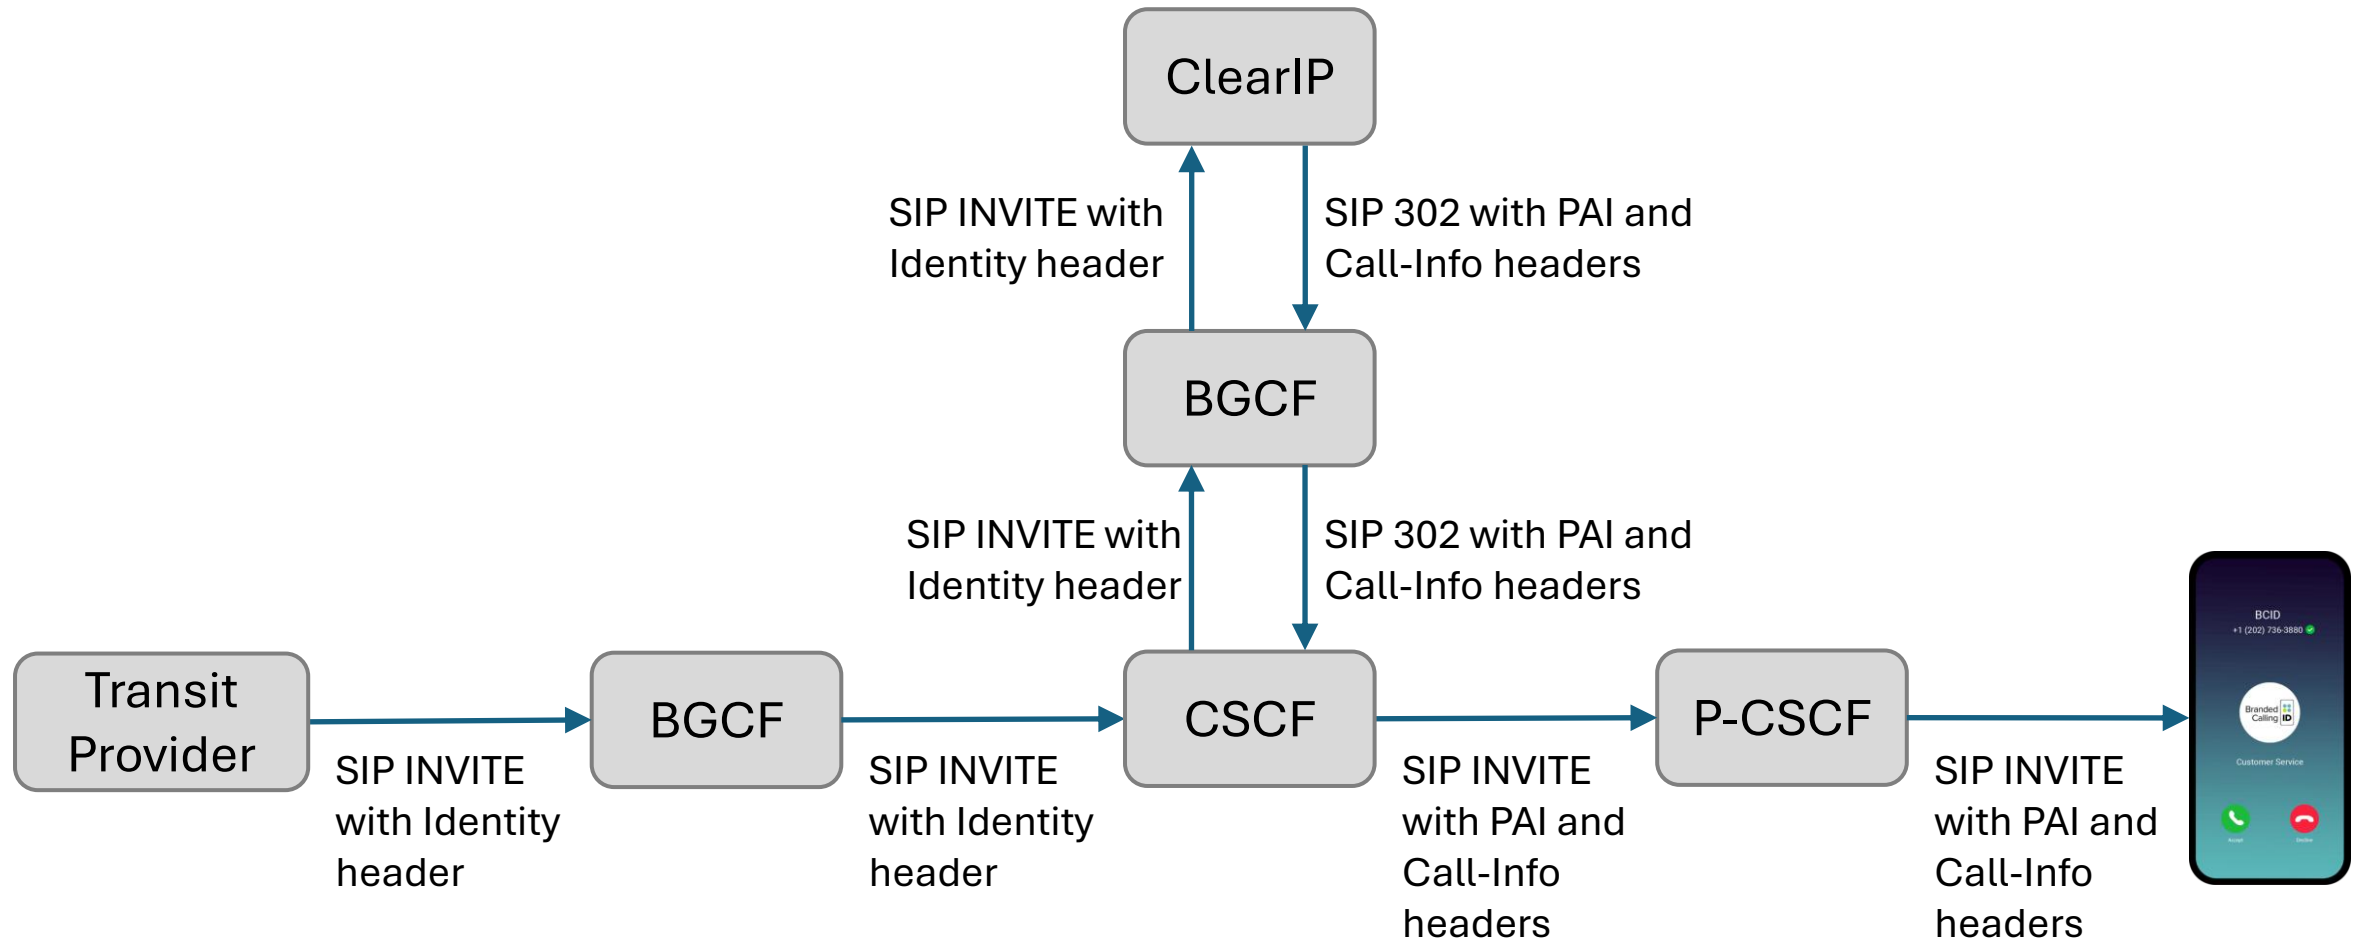 ClearIP
SIP INVITE with
Identity header
SIP 302 with PAI and
Call-Info headers
BGCF
SIP INVITE with
Identity header
SIP 302 with PAI and
Call-Info headers
Transit
Provider
SIP INVITE
with Identity
header
BGCF
SIP INVITE
with Identity
header
CSCF
SIP INVITE
with PAI and
Call-Info
headers
P-CSCF
SIP INVITE
with PAI and
Call-Info
headers
BCID
+1 (202) 736-3880
Branded
Calling ID
Customer Service
Accept
Decline